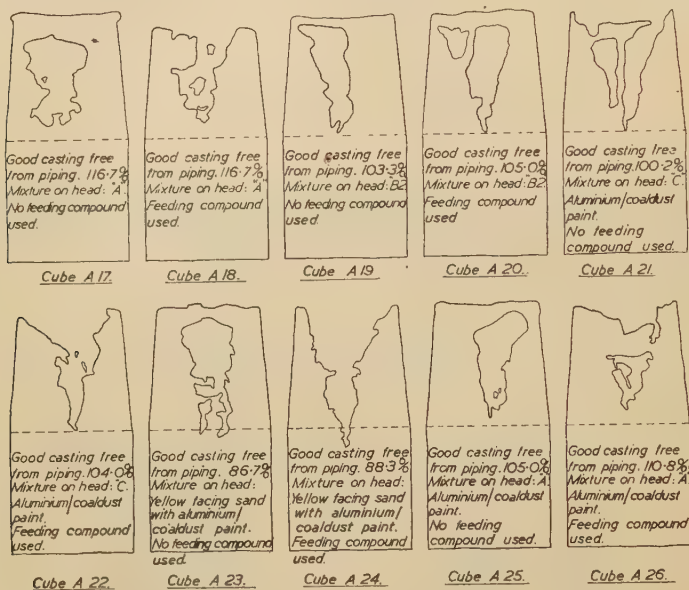 Good casting free
from piping. 116·7%
Mixture on head: "A".
No feeding compound
used.
Cube A 17.
Good casting free
from piping. 116·7%
Mixture on head: "A"
Feeding compound
used.
Cube A 18.
Good casting free
from piping. 103·3%
Mixture on head: "B2"
No feeding compound
used.
Cube A 19
Good casting free
from piping. 105·0%
Mixture on head: "B2".
Feeding compound
used
Cube A 20.
Good casting free
from piping. 100·2%
Mixture on head: "C".
Aluminium/coaldust
paint.
No feeding
compound used.
Cube A 21.
Good casting free
from piping. 104·0%
Mixture on head: "C".
Aluminium/coaldust
paint.
Feeding compound
used.
Cube A 22.
Good casting free
from piping. 86·7%
Mixture on head:
Yellow facing sand
with aluminium/
coaldust paint.
No feeding compound
used.
Cube A 23.
Good casting free
from piping. 88·3%
Mixture on head:
Yellow facing sand
with aluminium/
coaldust paint.
Feeding compound
used.
Cube A 24.
Good casting free
from piping. 105·0%
Mixture on head: "A".
Aluminium/coaldust
paint.
No feeding
compound used.
Cube A 25.
Good casting free
from piping. 110·8%
Mixture on head: "A"
Aluminium/coaldust
paint.
Feeding compound
used.
Cube A 26.